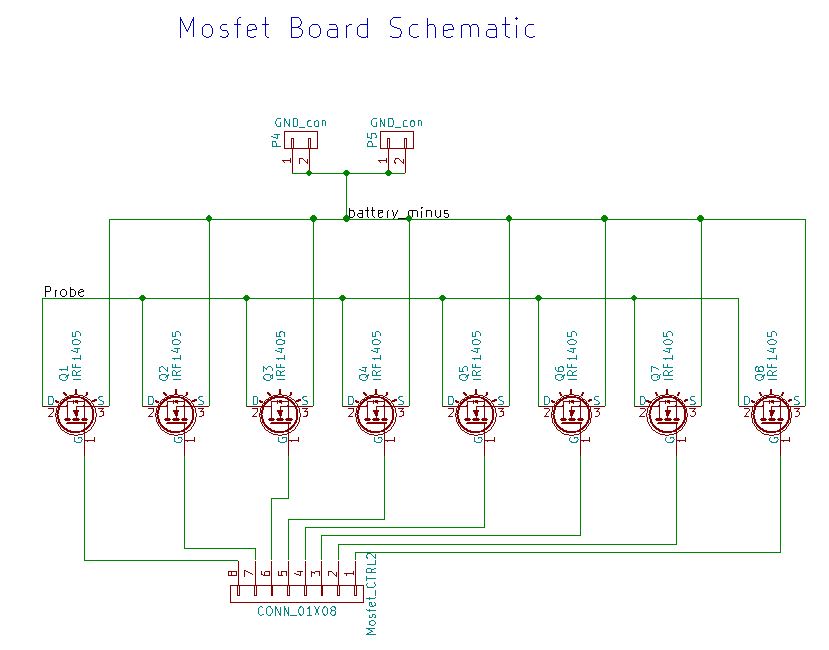 Mosfet Board Schematic
GND_con GND_con
P4 P5
1 2 1 2
battery_minus
Probe
Q1 IRF1405 Q2 IRF1405 Q3 IRF1405 Q4 IRF1405 Q5 IRF1405 Q6 IRF1405 Q7 IRF1405 Q8 IRF1405
D S D S D S D S D S D S D S D S
2 3 2 3 2 3 2 3 2 3 2 3 2 3 2 3
G 1 G 1 G 1 G 1 G 1 G 1 G 1 G 1
8 7 6 5 4 3 2 1
CONN_01X08
Mosfet_CTRL2